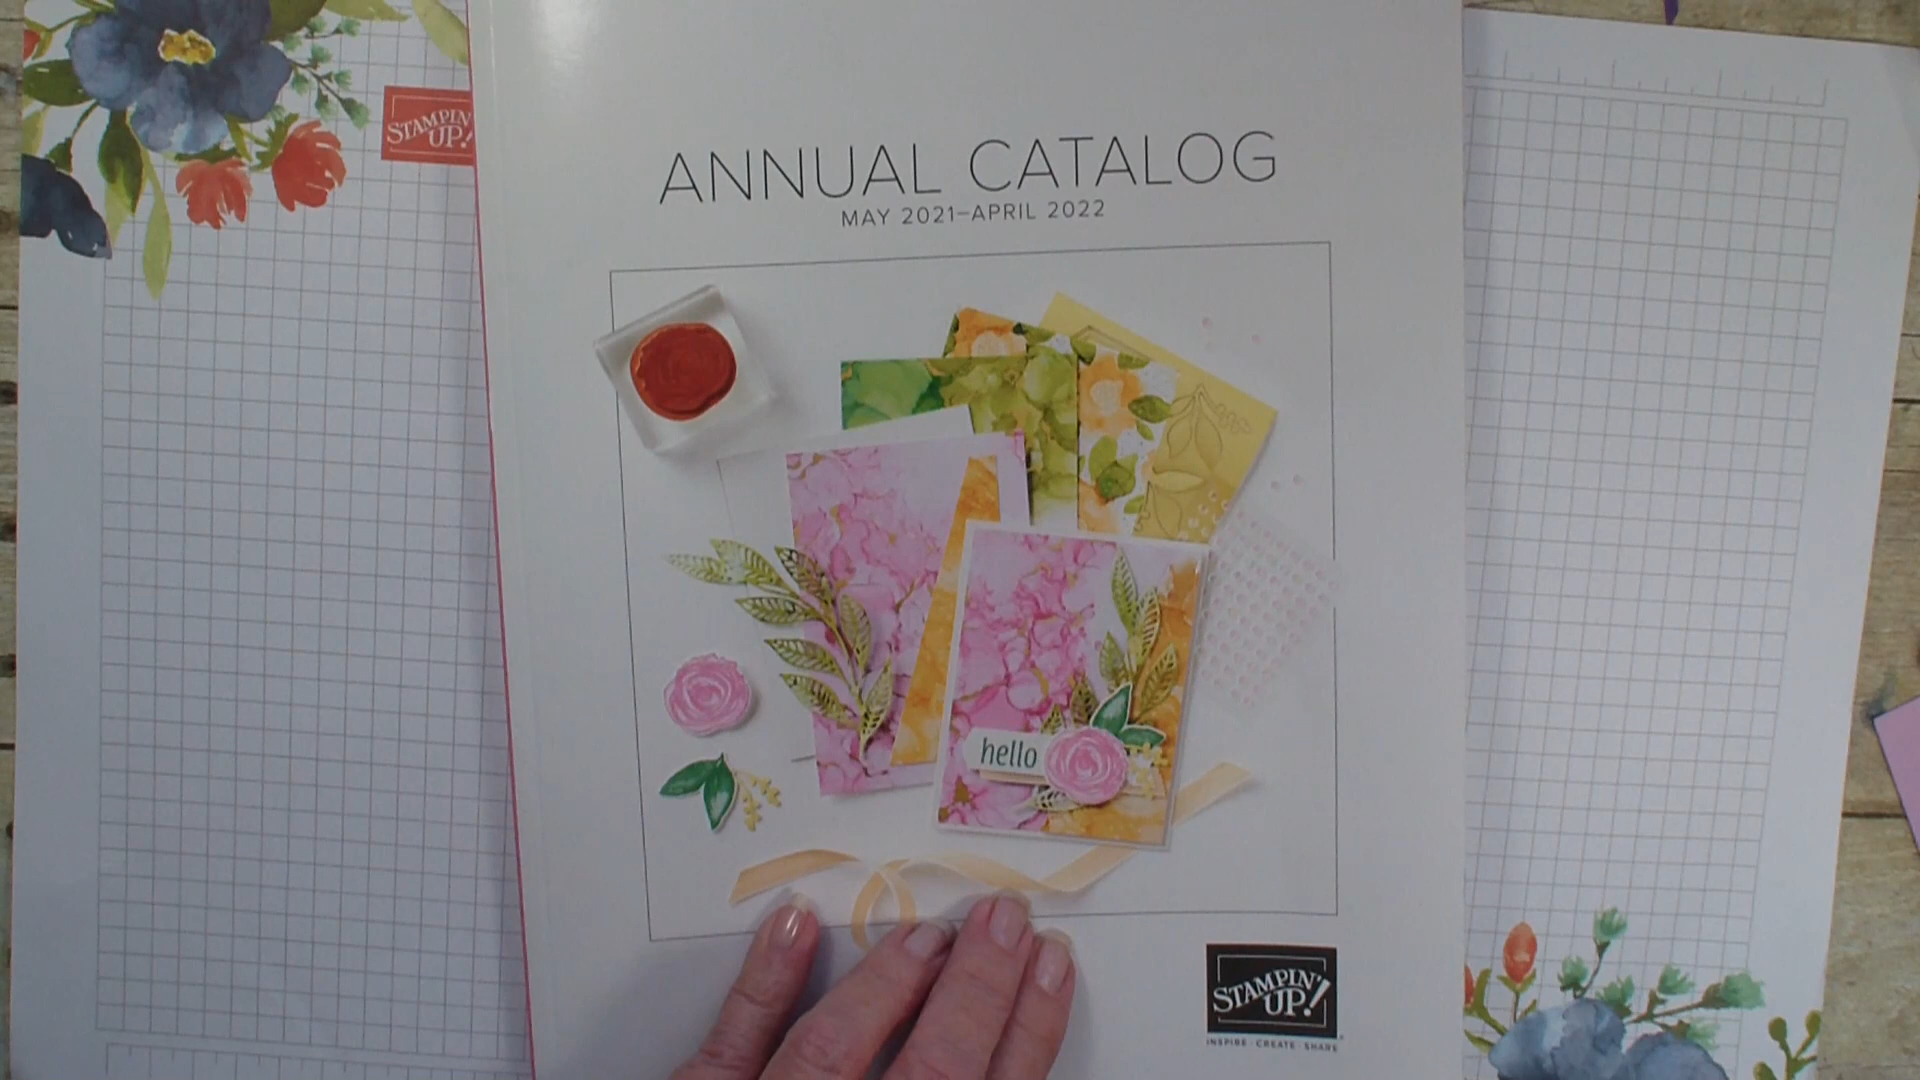 STAMPIN'
UP!
ANNUAL CATALOG
MAY 2021–APRIL 2022
hello
STAMPIN'
UP!
INSPIRE · CREATE · SHARE